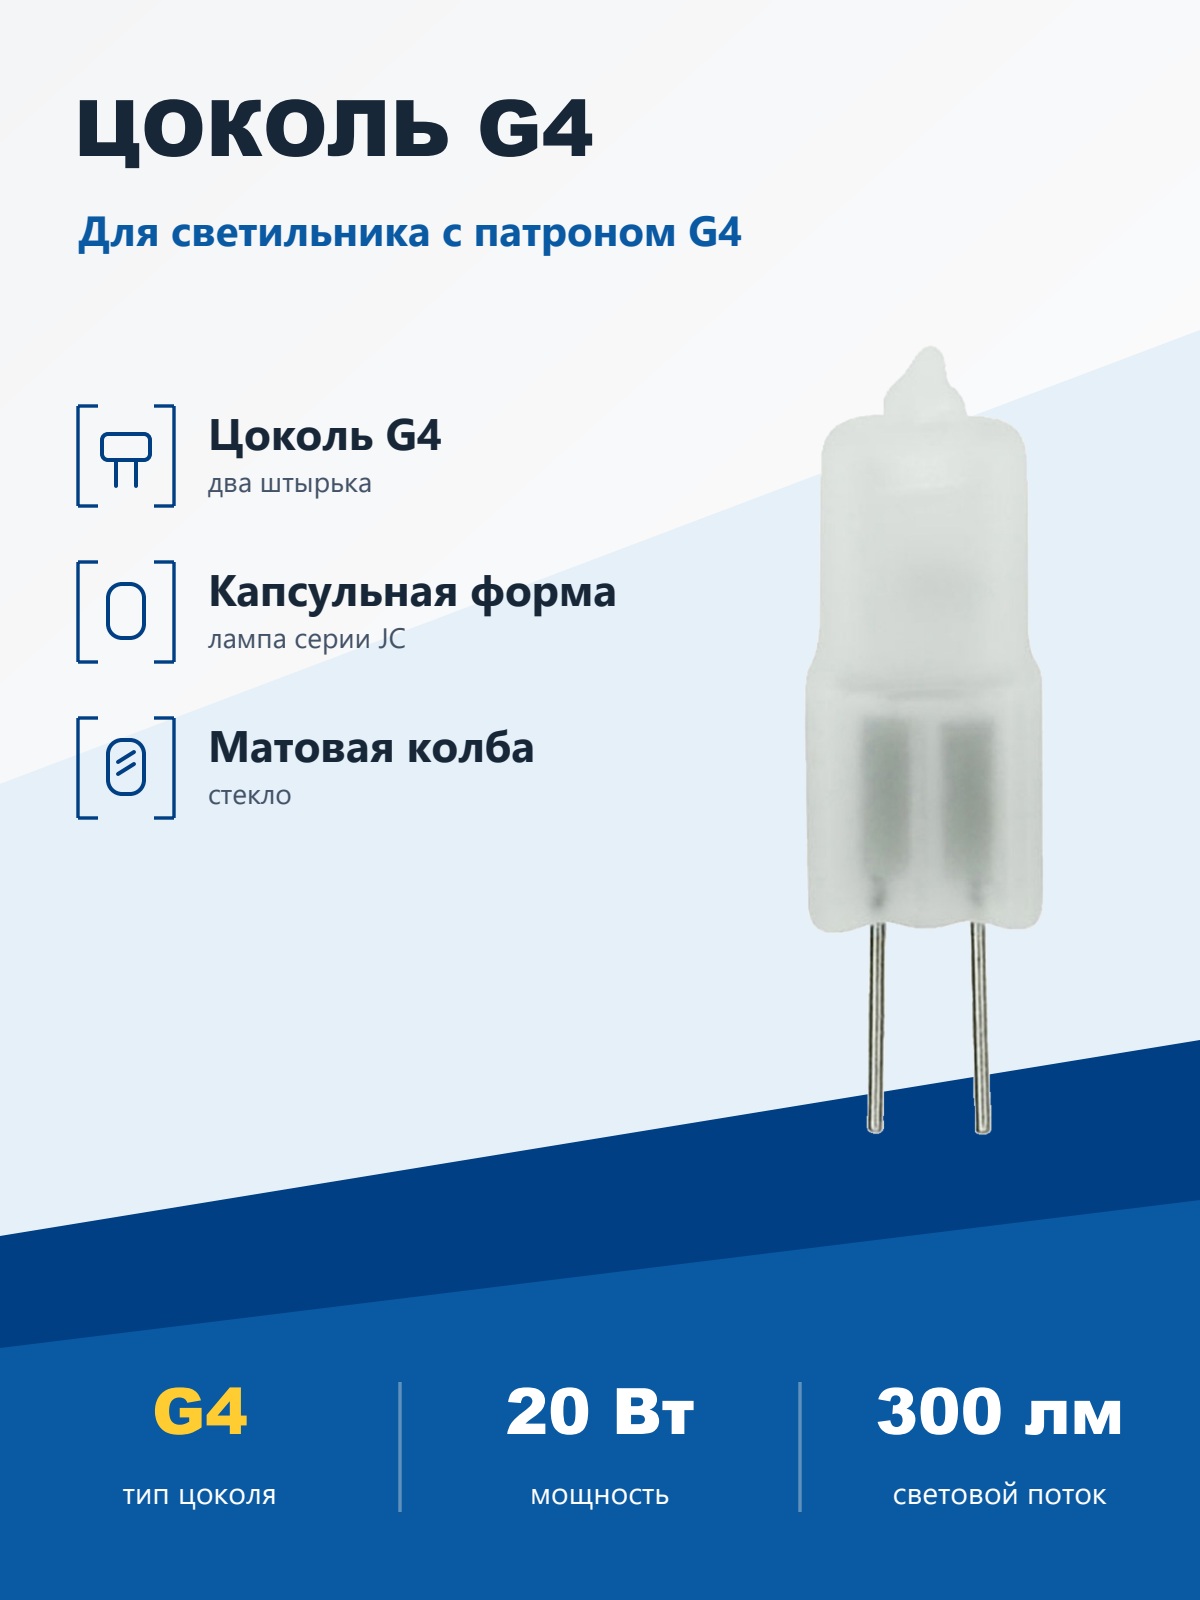 ЦОКОЛЬ G4
Для светильника с патроном G4
Цоколь G4
два штырька
Капсульная форма
лампа серии JC
Матовая колба
стекло
G4
тип цоколя
20 Вт
мощность
300 лм
световой поток